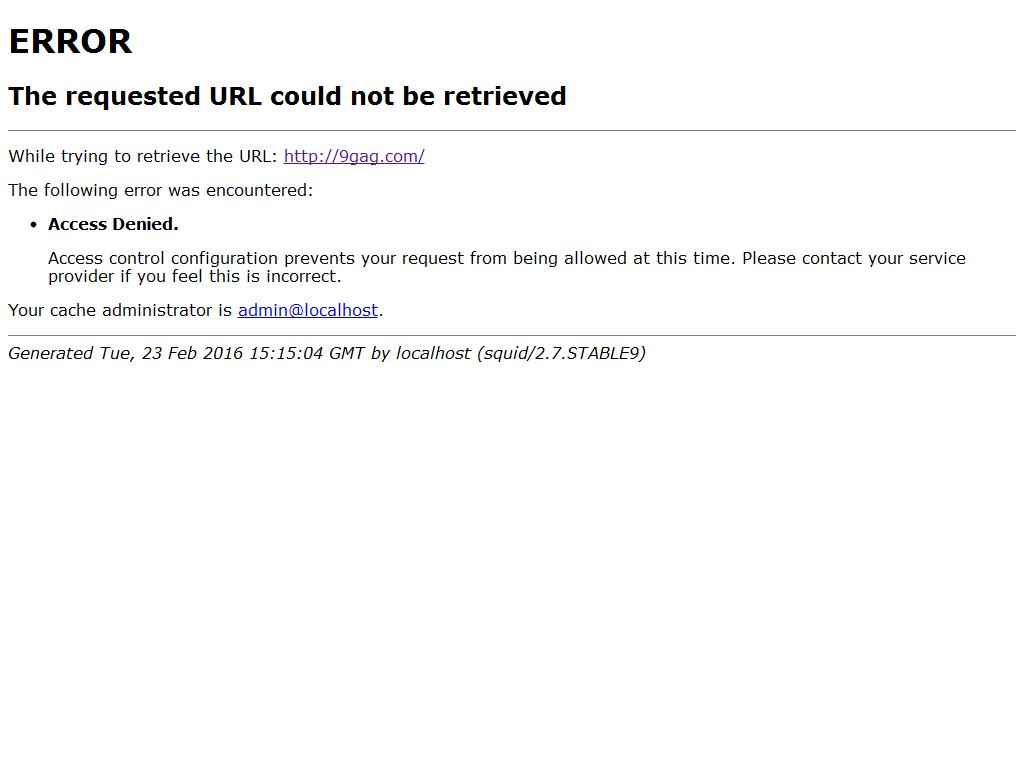 ERROR
The requested URL could not be retrieved
While trying to retrieve the URL: http://9gag.com/
The following error was encountered:
• Access Denied.
Access control configuration prevents your request from being allowed at this time. Please contact your service
provider if you feel this is incorrect.
Your cache administrator is admin@localhost.
Generated Tue, 23 Feb 2016 15:15:04 GMT by localhost (squid/2.7.STABLE9)